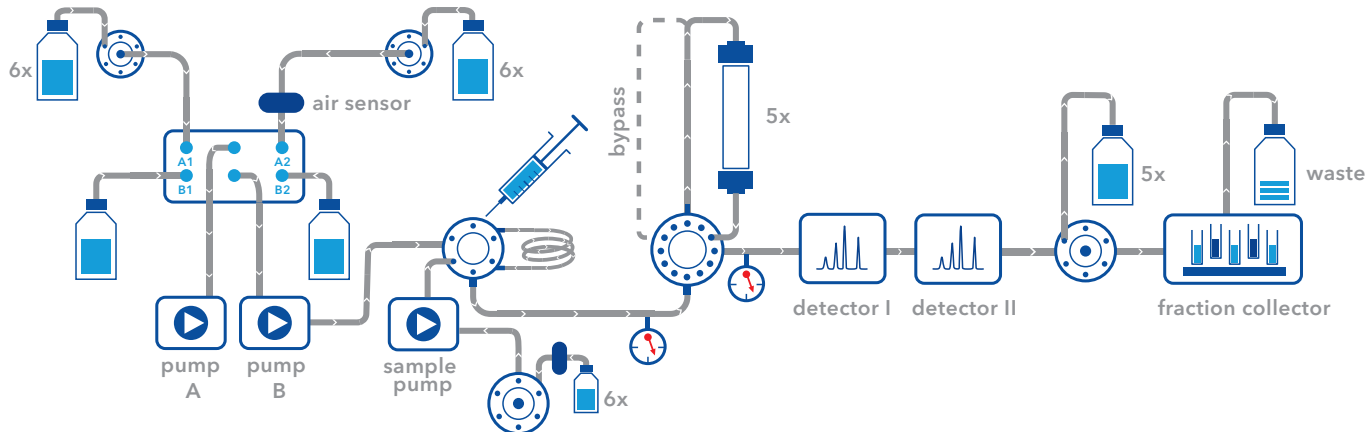 6x
6x
air sensor
A1
A2
B1
B2
bypass
5x
5x
waste
pump
A
pump
B
sample
pump
6x
detector I
detector II
fraction collector